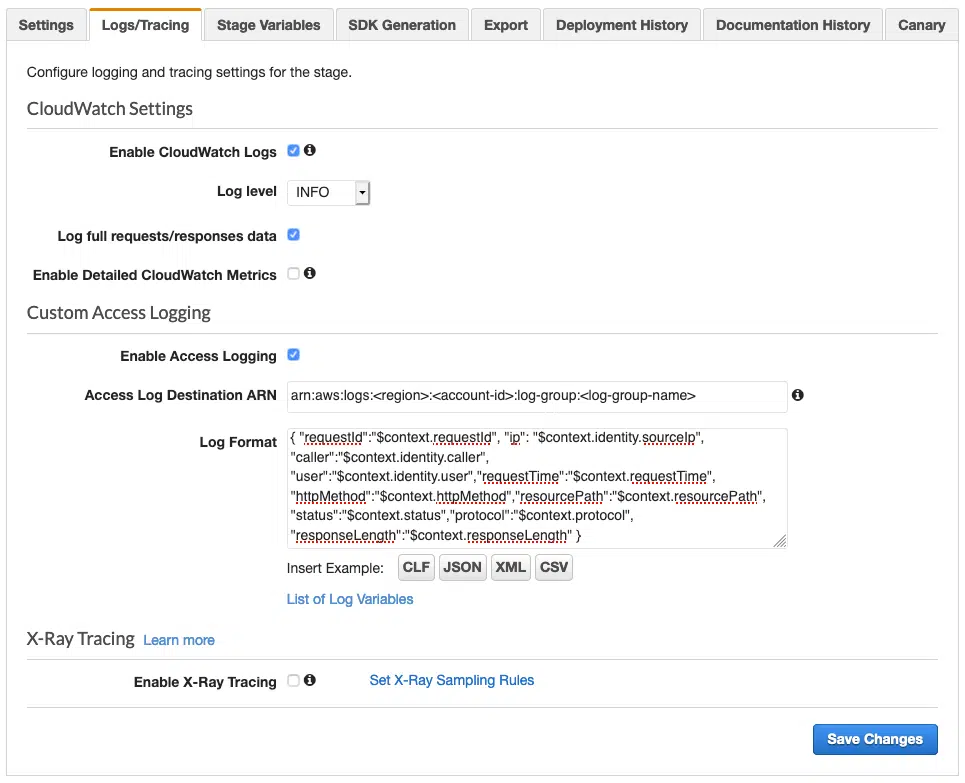 Settings Logs/Tracing Stage Variables SDK Generation Export Deployment History Documentation History Canary
Configure logging and tracing settings for the stage.
CloudWatch Settings
Enable CloudWatch Logs
Log level INFO
Log full requests/responses data
Enable Detailed CloudWatch Metrics
Custom Access Logging
Enable Access Logging
Access Log Destination ARN arn:aws:logs:<region>:<account-id>:log-group:<log-group-name>
Log Format { "requestId":"$context.requestId", "ip": "$context.identity.sourceIp",
"caller":"$context.identity.caller",
"user":"$context.identity.user","requestTime":"$context.requestTime",
"httpMethod":"$context.httpMethod","resourcePath":"$context.resourcePath",
"status":"$context.status","protocol":"$context.protocol",
"responseLength":"$context.responseLength" }
Insert Example: CLF JSON XML CSV
List of Log Variables
X-Ray Tracing Learn more
Enable X-Ray Tracing Set X-Ray Sampling Rules
Save Changes